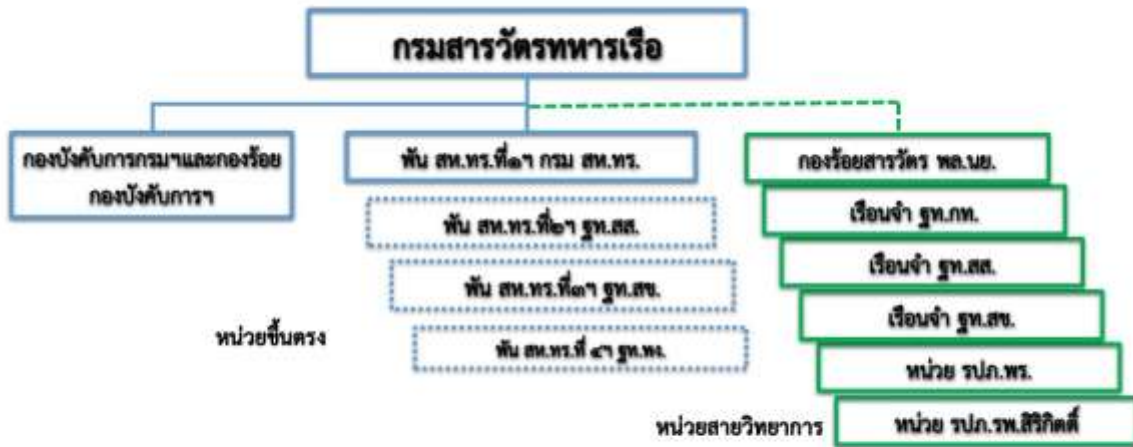 กรมสารวัตรทหารเรือ
กองบังคับการกรมฯและกองร้อย
กองบังคับการฯ
พัน สห.ทร.ที่๑ฯ กรม สห.ทร.
พัน สห.ทร.ที่๒ฯ ฐท.สส.
พัน สห.ทร.ที่๓ฯ ฐท.สข.
พัน สห.ทร.ที่ ๔ฯ ฐท.พง.
หน่วยขึ้นตรง
กองร้อยสารวัตร พล.นย.
เรือนจำ ฐท.กท.
เรือนจำ ฐท.สส.
เรือนจำ ฐท.สข.
หน่วย รปภ.พร.
หน่วย รปภ.รพ.สิริกิตติ์
หน่วยสายวิทยาการ